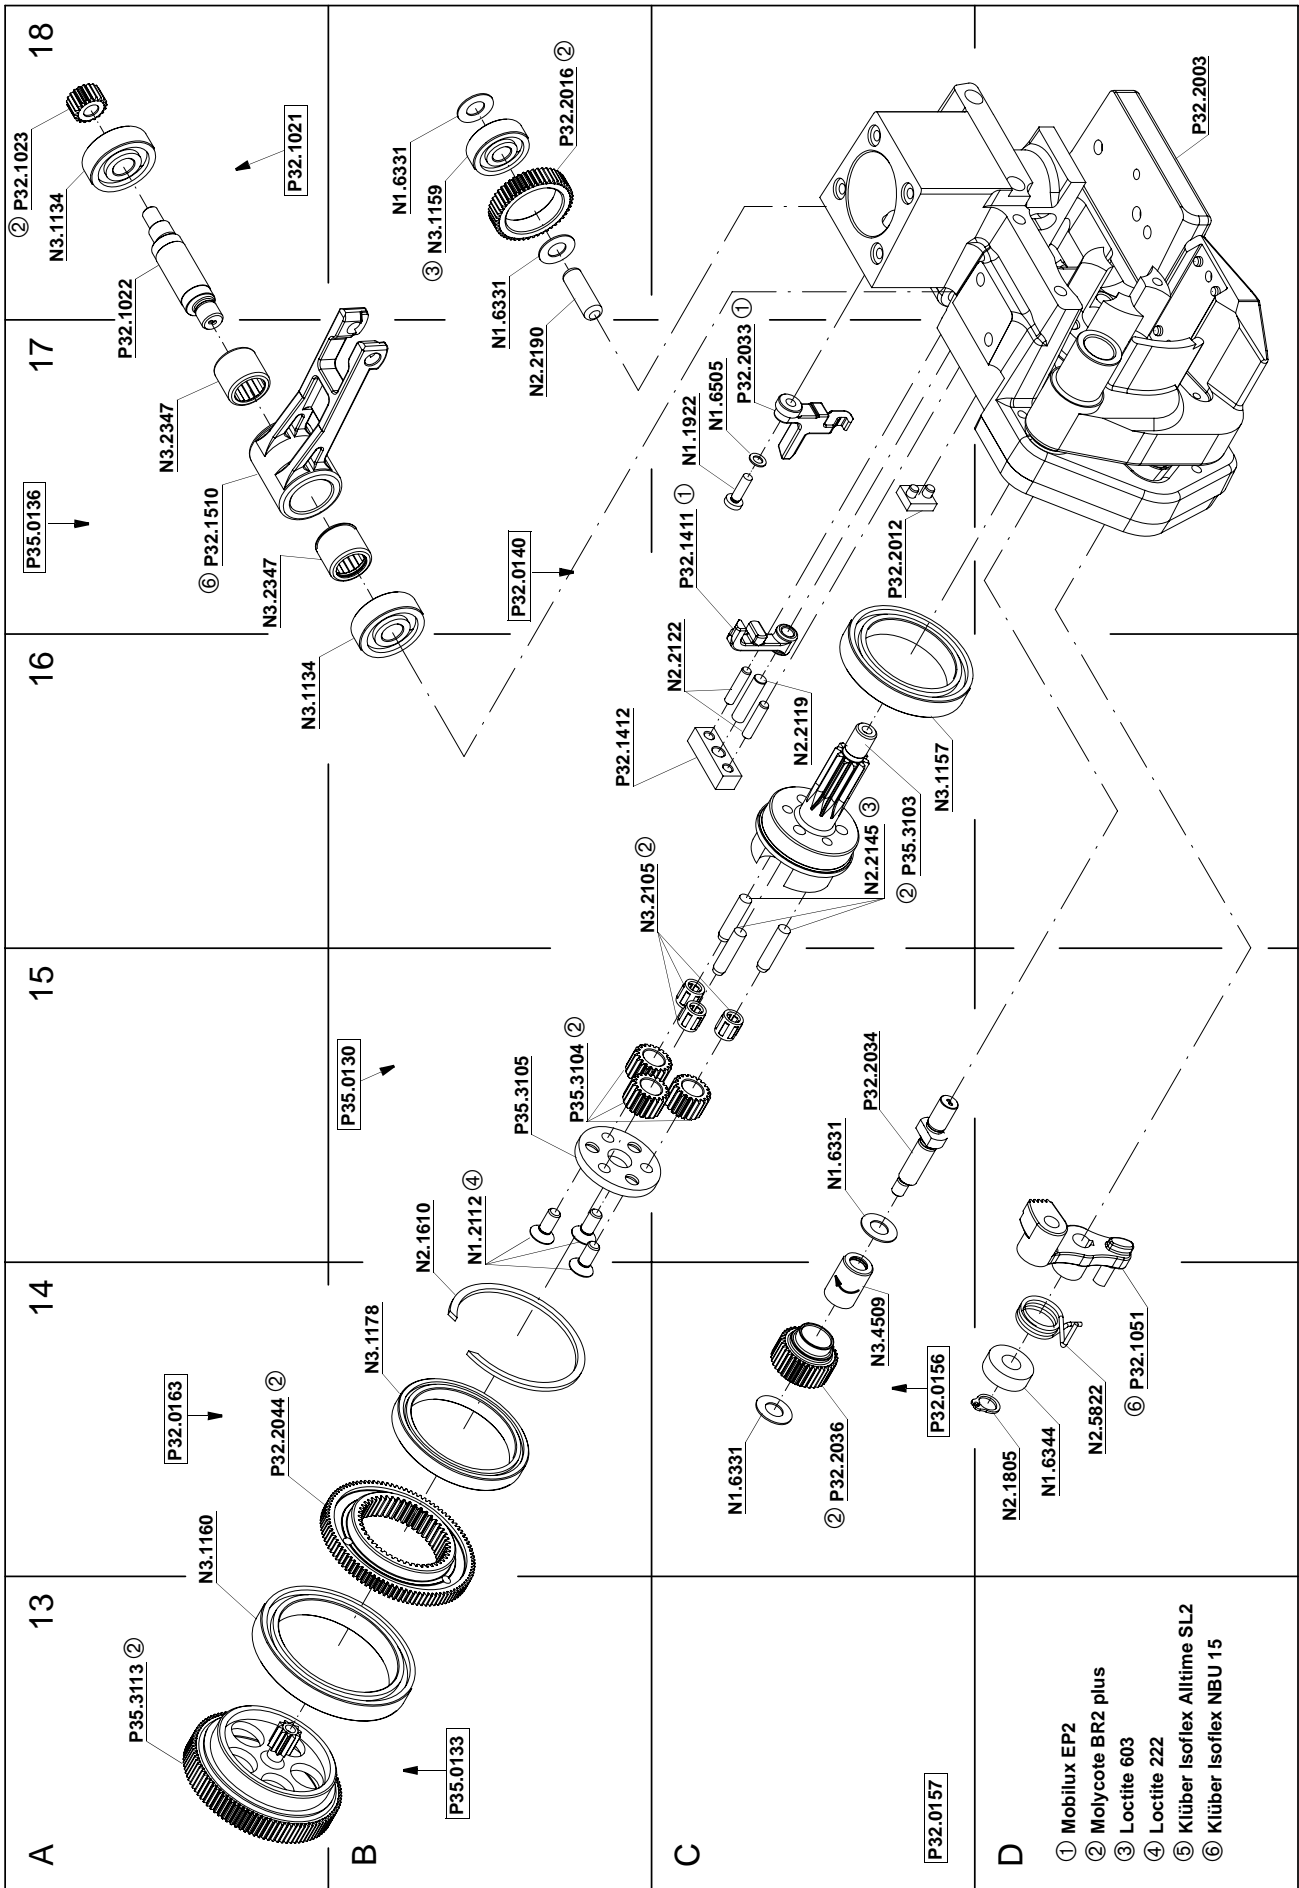 A
13
14
15
16
17
18
P35.3113 ②
N3.1160
P32.0163
P35.0136
② P32.1023
N3.1134
P32.1022
N3.2347
⑥ P32.1510
N3.2347
N3.1134
P32.1021
P35.0133
B
P32.2044 ②
N3.1178
N2.1610
N1.2112 ④
P35.0130
P35.3105
P35.3104 ②
P32.0140
N1.6331
③ N3.1159
P32.2016 ②
N1.6331
N2.2190
C
N3.2105 ②
P32.1412
N2.2122
P32.1411 ①
N1.1922
N1.6505
P32.2033 ①
N2.2119
N2.2145 ③
② P35.3103
N3.1157
P32.2012
P32.2003
N1.6331
② P32.2036
N3.4509
N1.6331
P32.2034
P32.0156
P32.0157
D
N2.1805
N1.6344
N2.5822
⑥ P32.1051
① Mobilux EP2
② Molycote BR2 plus
③ Loctite 603
④ Loctite 222
⑤ Klüber Isoflex Alltime SL2
⑥ Klüber Isoflex NBU 15